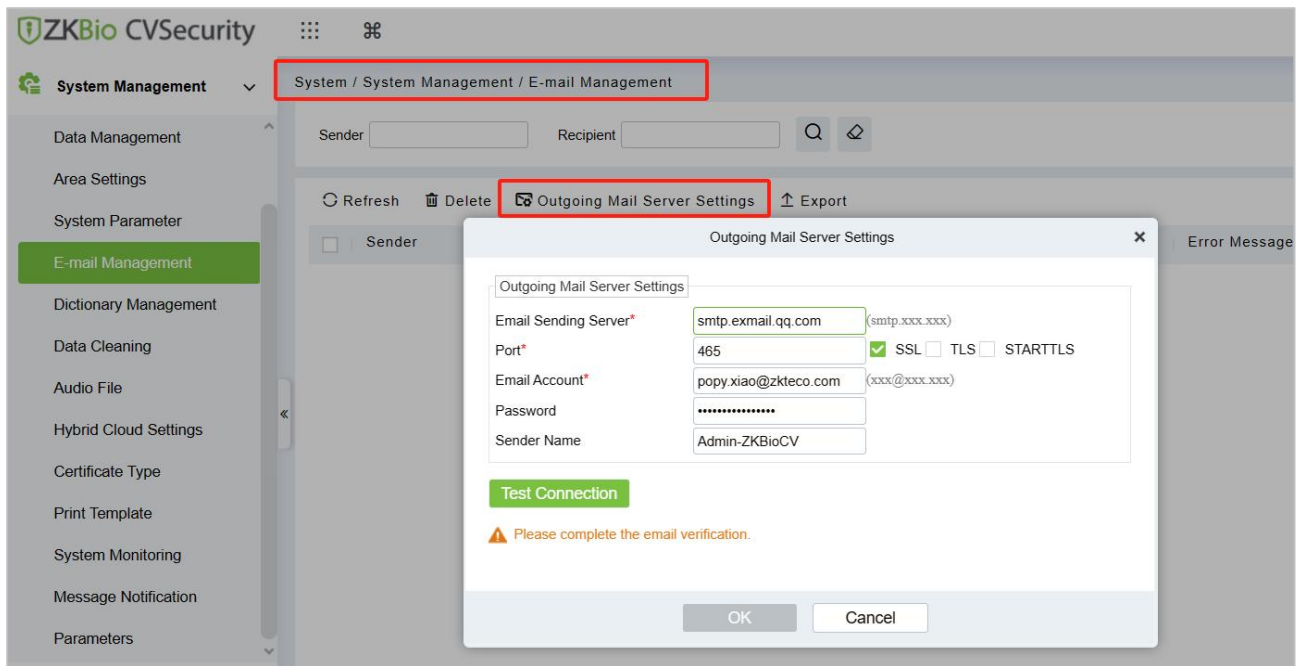 ZKBio CVSecurity
System Management
Data Management
Area Settings
System Parameter
E-mail Management
Dictionary Management
Data Cleaning
Audio File
Hybrid Cloud Settings
Certificate Type
Print Template
System Monitoring
Message Notification
Parameters
System / System Management / E-mail Management
Sender Recipient
Refresh Delete Outgoing Mail Server Settings Export
Sender Error Message
Outgoing Mail Server Settings ×
Outgoing Mail Server Settings
Email Sending Server* smtp.exmail.qq.com (smtp.xxx.xxx)
Port* 465 SSL TLS STARTTLS
Email Account* popy.xiao@zkteco.com (xxx@xxx.xxx)
Password ••••••••••••••••
Sender Name Admin-ZKBioCV
Test Connection
Please complete the email verification.
OK Cancel